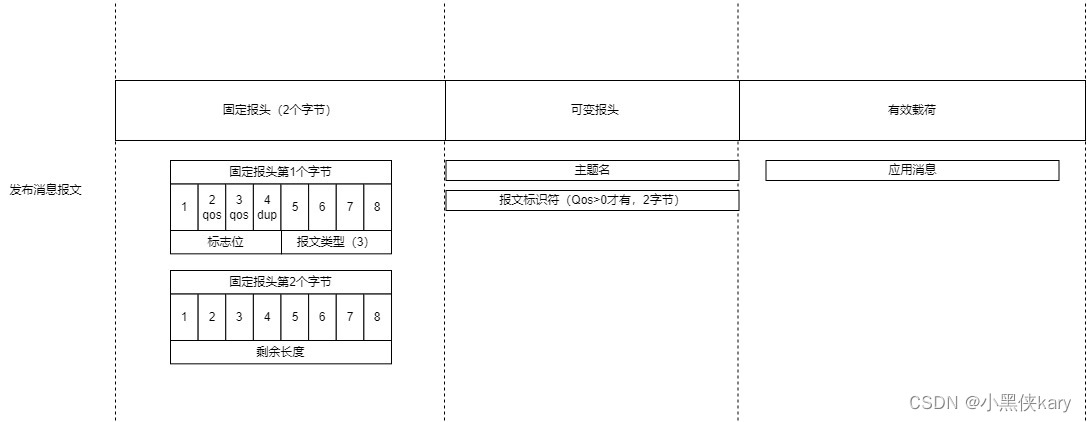 固定报头（2个字节）
可变报头
有效载荷
发布消息报文
固定报头第1个字节
1
2
qos
3
qos
4
dup
5
6
7
8
标志位
报文类型（3）
固定报头第2个字节
1
2
3
4
5
6
7
8
剩余长度
主题名
报文标识符（Qos>0才有，2字节）
应用消息
CSDN @小黑侠kary